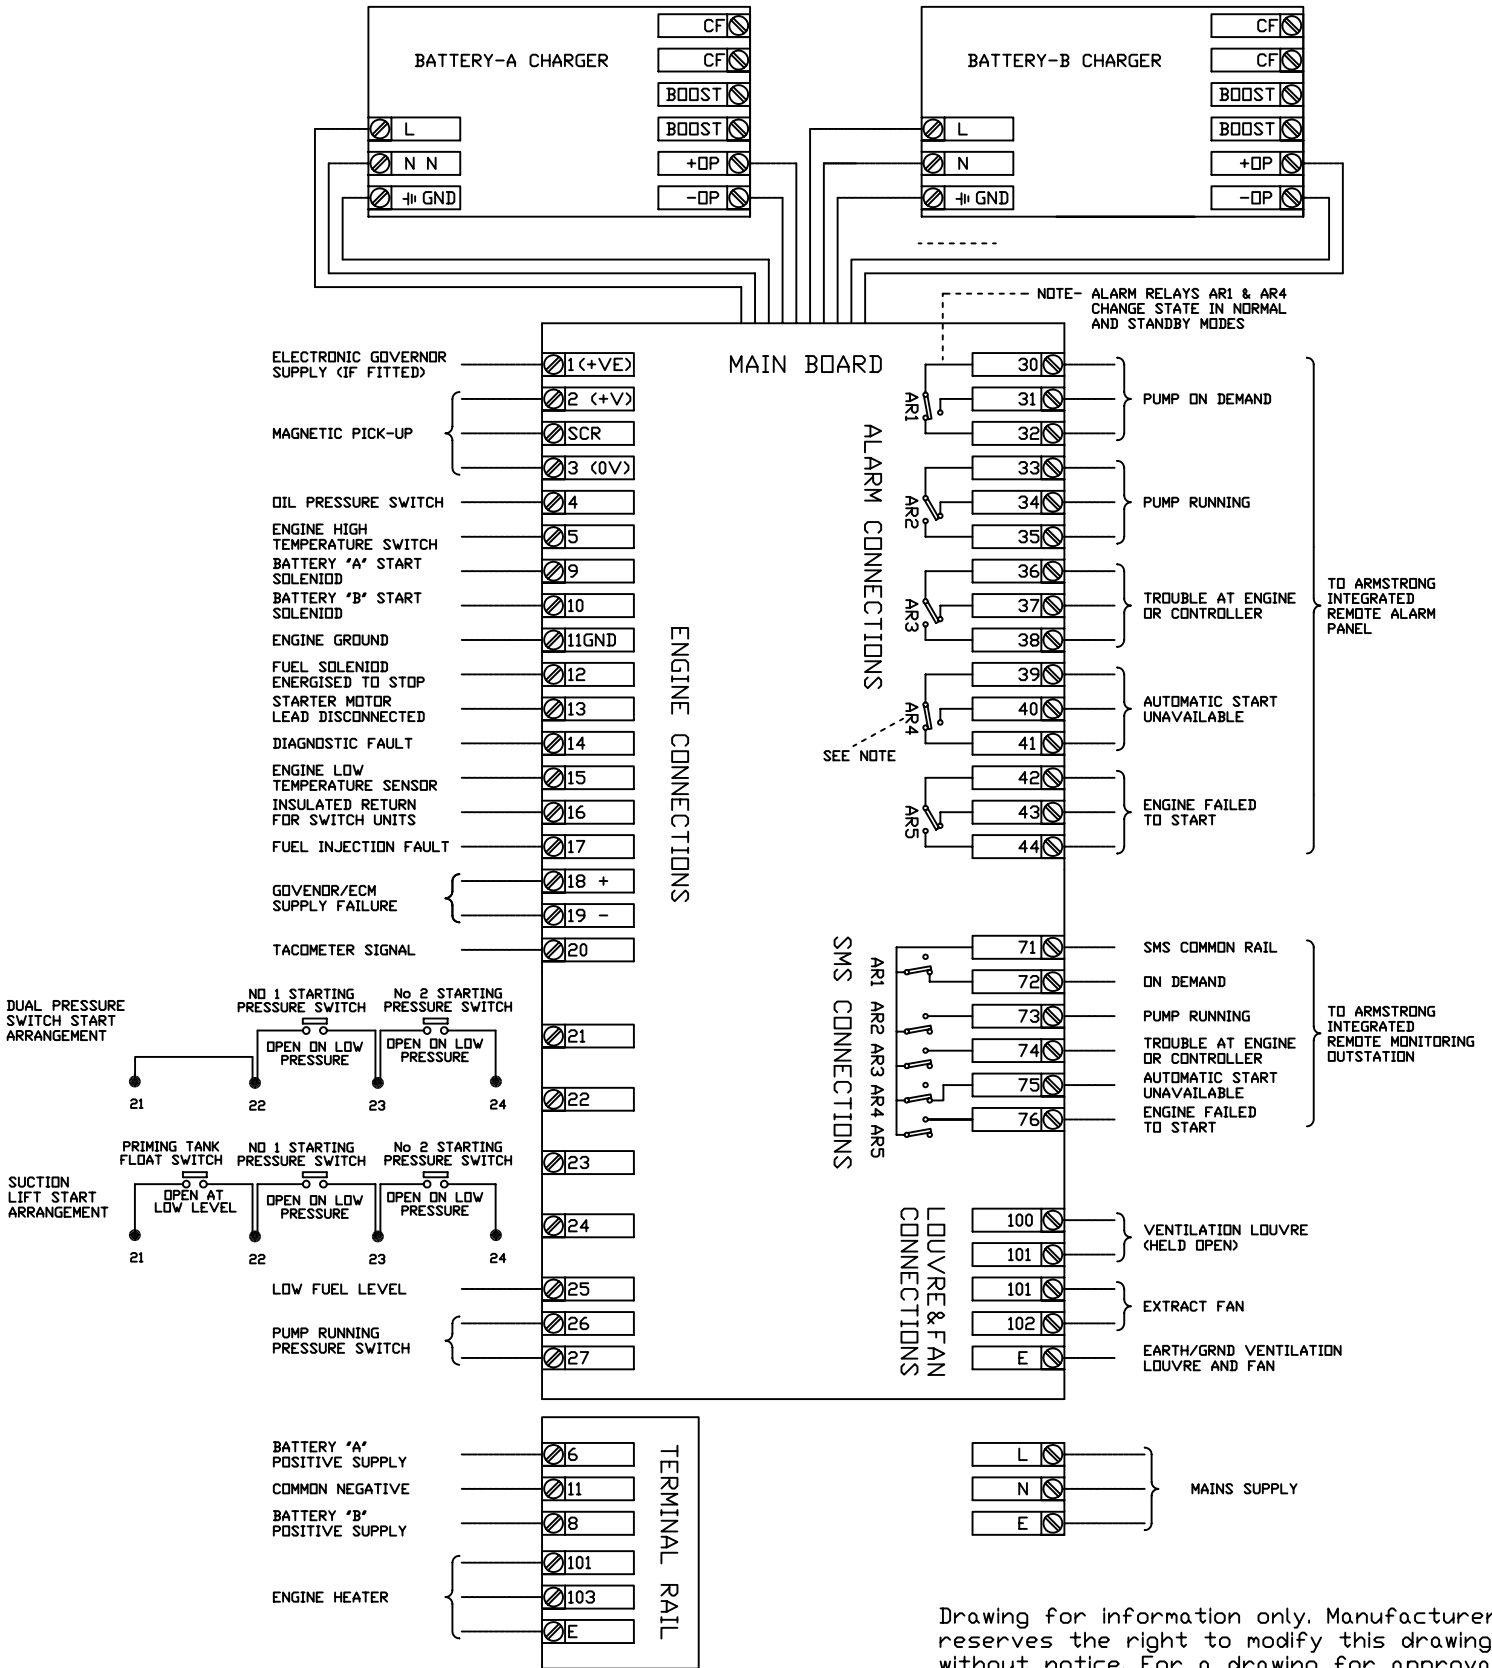 BATTERY-A CHARGER
CF
CF
BOOST
BOOST
+OP
-OP
L
N N
GND
BATTERY-B CHARGER
CF
CF
BOOST
BOOST
+OP
-OP
L
N
GND
NOTE- ALARM RELAYS AR1 & AR4
CHANGE STATE IN NORMAL
AND STANDBY MODES
MAIN BOARD
ELECTRONIC GOVERNOR
SUPPLY (IF FITTED)
1(+VE)
2 (+V)
MAGNETIC PICK-UP
SCR
3 (0V)
OIL PRESSURE SWITCH
4
ENGINE HIGH
TEMPERATURE SWITCH
5
BATTERY "A" START
SOLENIOD
9
BATTERY "B" START
SOLENIOD
10
ENGINE GROUND
11GND
FUEL SOLENIOD
ENERGISED TO STOP
12
STARTER MOTOR
LEAD DISCONNECTED
13
DIAGNOSTIC FAULT
14
ENGINE LOW
TEMPERATURE SENSOR
15
INSULATED RETURN
FOR SWITCH UNITS
16
FUEL INJECTION FAULT
17
GOVENOR/ECM
SUPPLY FAILURE
18 +
19 -
TACOMETER SIGNAL
20
ENGINE CONNECTIONS
ALARM CONNECTIONS
AR1
30
31
32
PUMP ON DEMAND
AR2
33
34
35
PUMP RUNNING
AR3
36
37
38
TROUBLE AT ENGINE
OR CONTROLLER
AR4
SEE NOTE
39
40
41
AUTOMATIC START
UNAVAILABLE
AR5
42
43
44
ENGINE FAILED
TO START
TO ARMSTRONG
INTEGRATED
REMOTE ALARM
PANEL
SMS CONNECTIONS
AR1 AR2 AR3 AR4 AR5
71
SMS COMMON RAIL
72
ON DEMAND
73
PUMP RUNNING
74
TROUBLE AT ENGINE
OR CONTROLLER
75
AUTOMATIC START
UNAVAILABLE
76
ENGINE FAILED
TO START
TO ARMSTRONG
INTEGRATED
REMOTE MONITORING
OUTSTATION
DUAL PRESSURE
SWITCH START
ARRANGEMENT
NO 1 STARTING
PRESSURE SWITCH
OPEN ON LOW
PRESSURE
No 2 STARTING
PRESSURE SWITCH
OPEN ON LOW
PRESSURE
21
22
23
24
SUCTION
LIFT START
ARRANGEMENT
PRIMING TANK
FLOAT SWITCH
OPEN AT
LOW LEVEL
NO 1 STARTING
PRESSURE SWITCH
OPEN ON LOW
PRESSURE
No 2 STARTING
PRESSURE SWITCH
OPEN ON LOW
PRESSURE
21
22
23
24
21
22
23
24
LOW FUEL LEVEL
25
PUMP RUNNING
PRESSURE SWITCH
26
27
LOUVRE&FAN
CONNECTIONS
100
101
VENTILATION LOUVRE
(HELD OPEN)
101
102
EXTRACT FAN
E
EARTH/GRND VENTILATION
LOUVRE AND FAN
BATTERY "A"
POSITIVE SUPPLY
6
COMMON NEGATIVE
11
BATTERY "B"
POSITIVE SUPPLY
8
ENGINE HEATER
101
103
E
TERMINAL RAIL
L
N
E
MAINS SUPPLY
Drawing for information only. Manufacturer
reserves the right to modify this drawing
without notice. For a drawing for approva